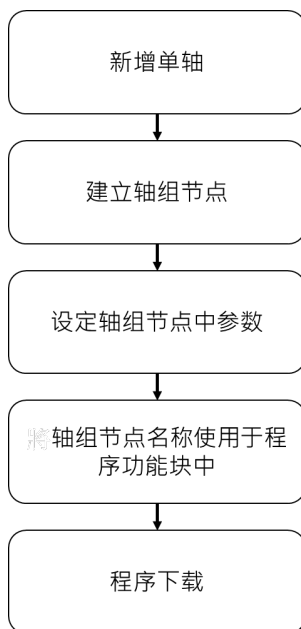 新增单轴
建立轴组节点
设定轴组节点中参数
將轴组节点名称使用于程
序功能块中
程序下载